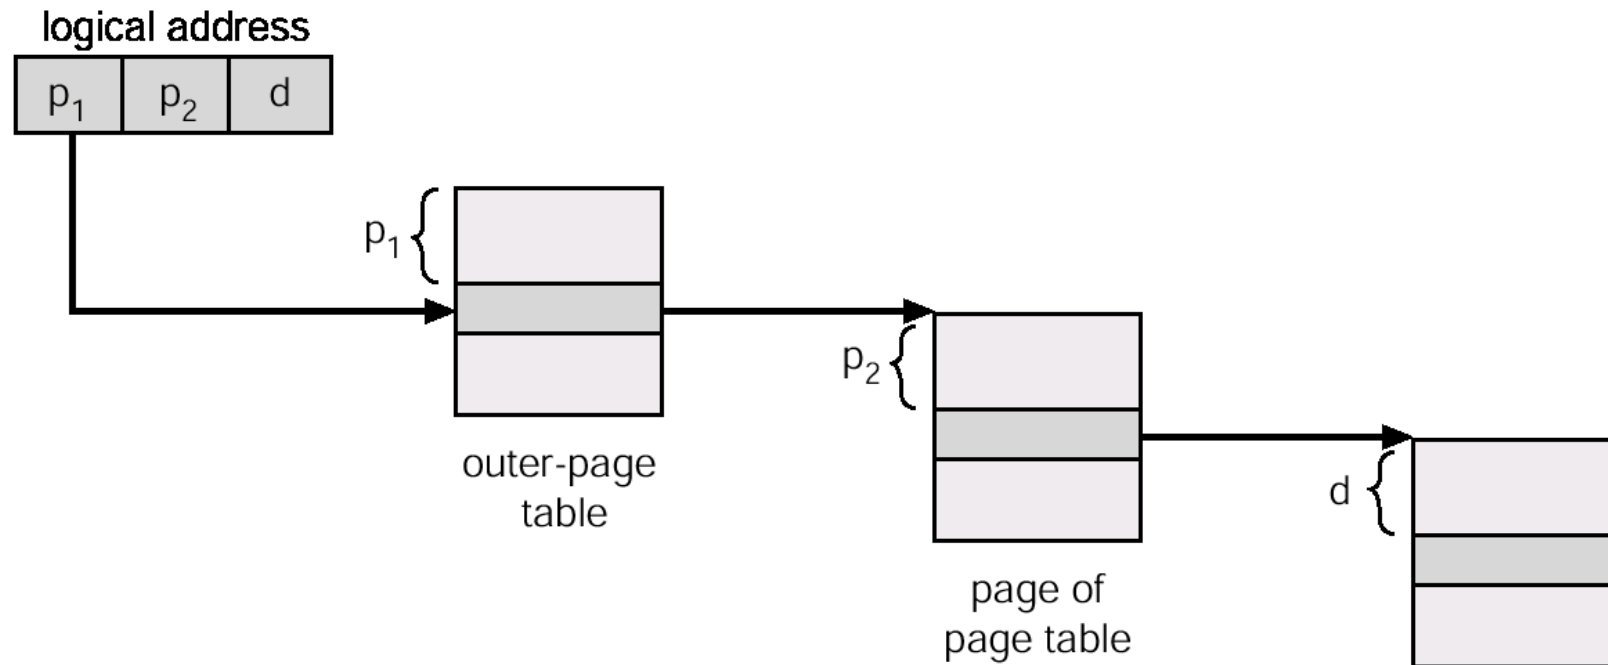 logical address
p₁ p₂ d
p₁
outer-page
table
p₂
page of
page table
d